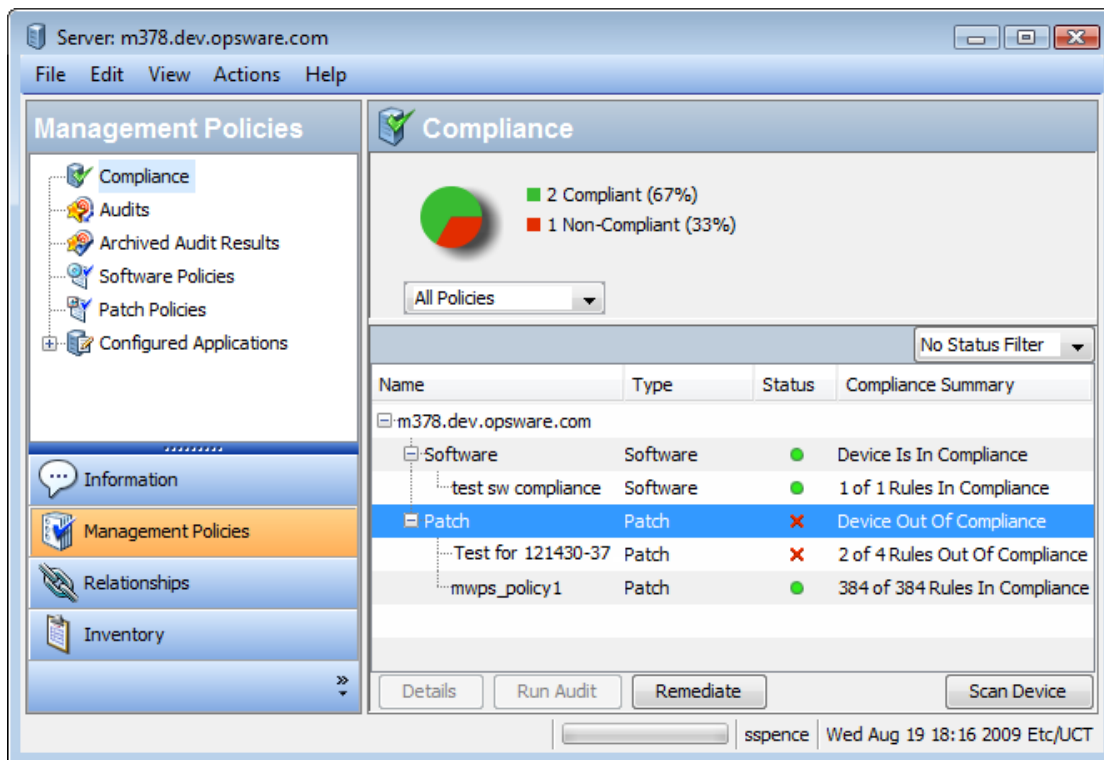 Server: m378.dev.opsware.com
File Edit View Actions Help
Management Policies
Compliance
Audits
Archived Audit Results
Software Policies
Patch Policies
Configured Applications
Information
Management Policies
Relationships
Inventory
Compliance
2 Compliant (67%)
1 Non-Compliant (33%)
All Policies
No Status Filter
Name Type Status Compliance Summary
m378.dev.opsware.com
Software Software Device Is In Compliance
test sw compliance Software 1 of 1 Rules In Compliance
Patch Patch Device Out Of Compliance
Test for 121430-37 Patch 2 of 4 Rules Out Of Compliance
mwps_policy1 Patch 384 of 384 Rules In Compliance
Details Run Audit Remediate Scan Device
sspence Wed Aug 19 18:16 2009 Etc/UCT